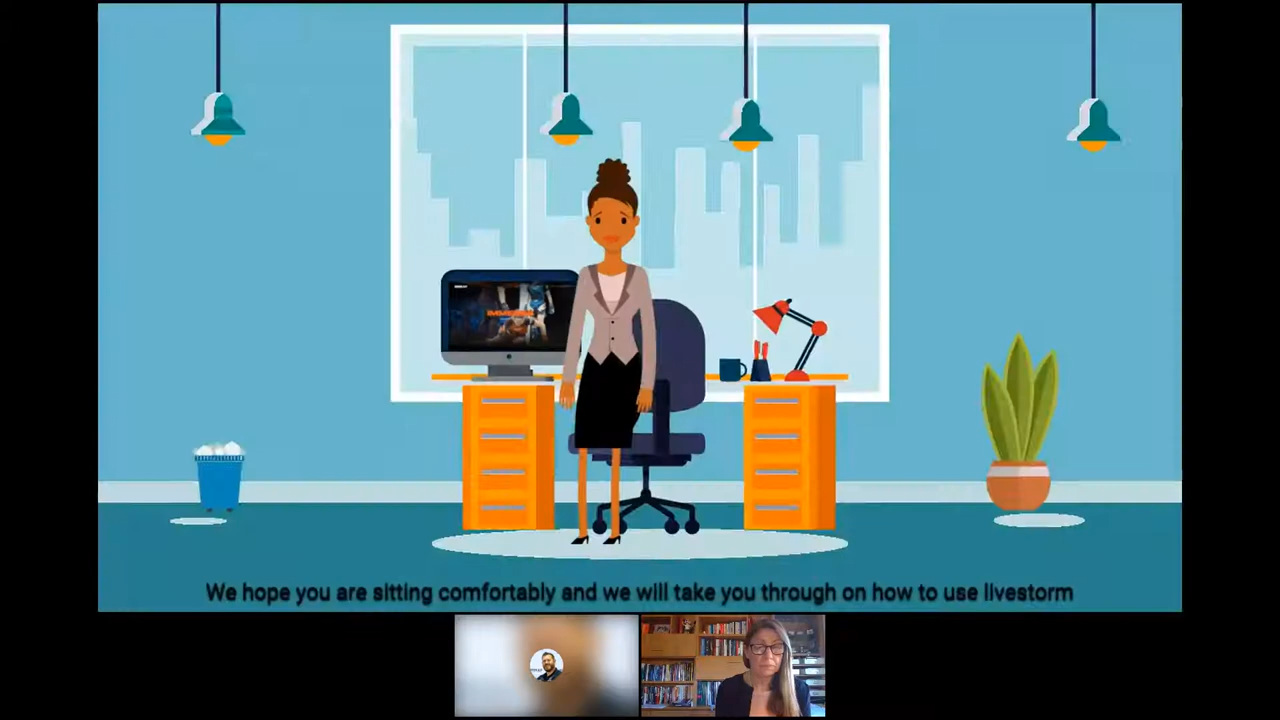 We hope you are sitting comfortably and we will take you through on how to use livestorm